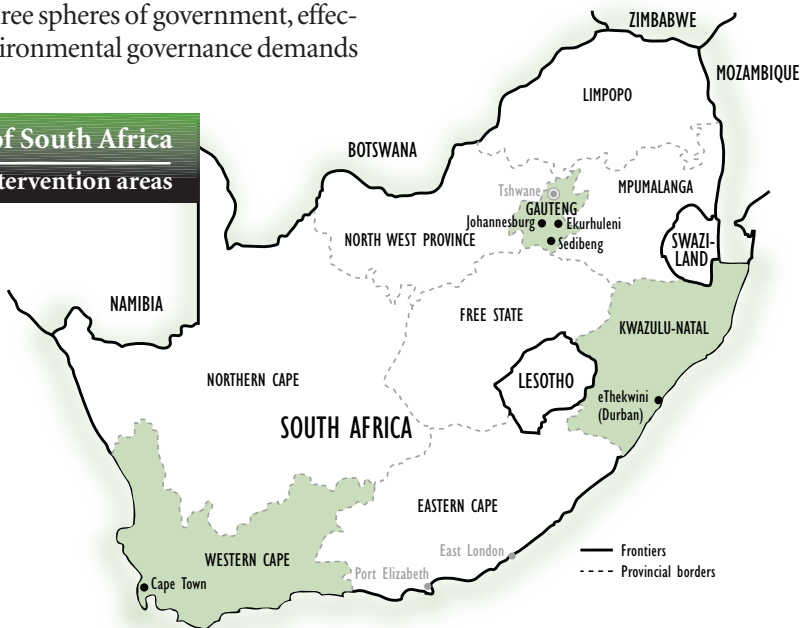 ree spheres of government, effec-
ironmental governance demands
of South Africa
tervention areas
ZIMBABWE
MOZAMBIQUE
LIMPOPO
BOTSWANA
Tshwane
MPUMALANGA
GAUTENG
Johannesburg
Ekurhuleni
NORTH WEST PROVINCE
Sedibeng
SWAZI-
LAND
NAMIBIA
FREE STATE
KWAZULU-NATAL
NORTHERN CAPE
LESOTHO
eThekwini
(Durban)
SOUTH AFRICA
EASTERN CAPE
East London
WESTERN CAPE
Port Elizabeth
Cape Town
Frontiers
Provincial borders